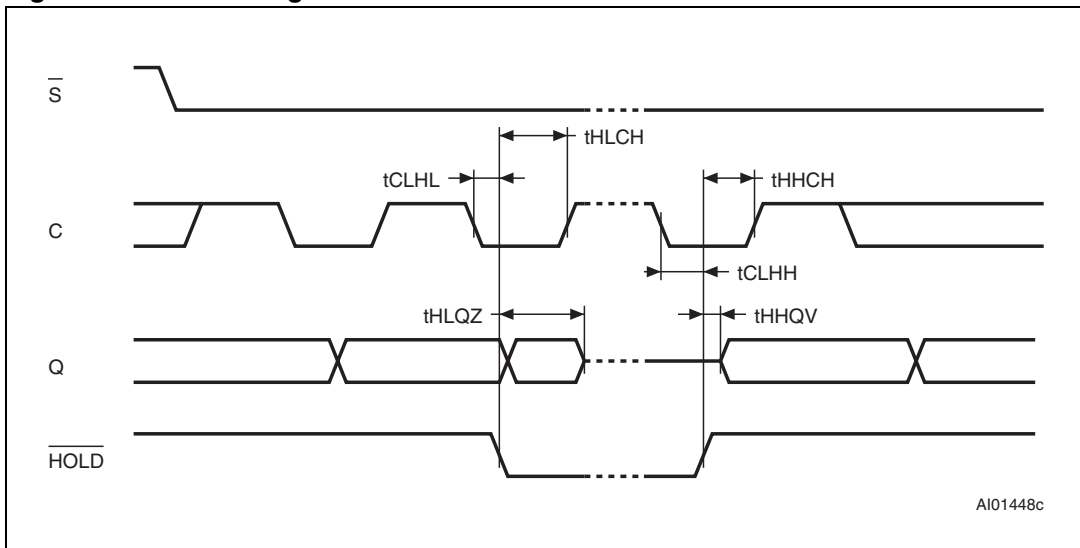 S
tHLCH
tCLHL
tHHCH
C
tCLHH
tHLQZ
tHHQV
Q
HOLD
AI01448c